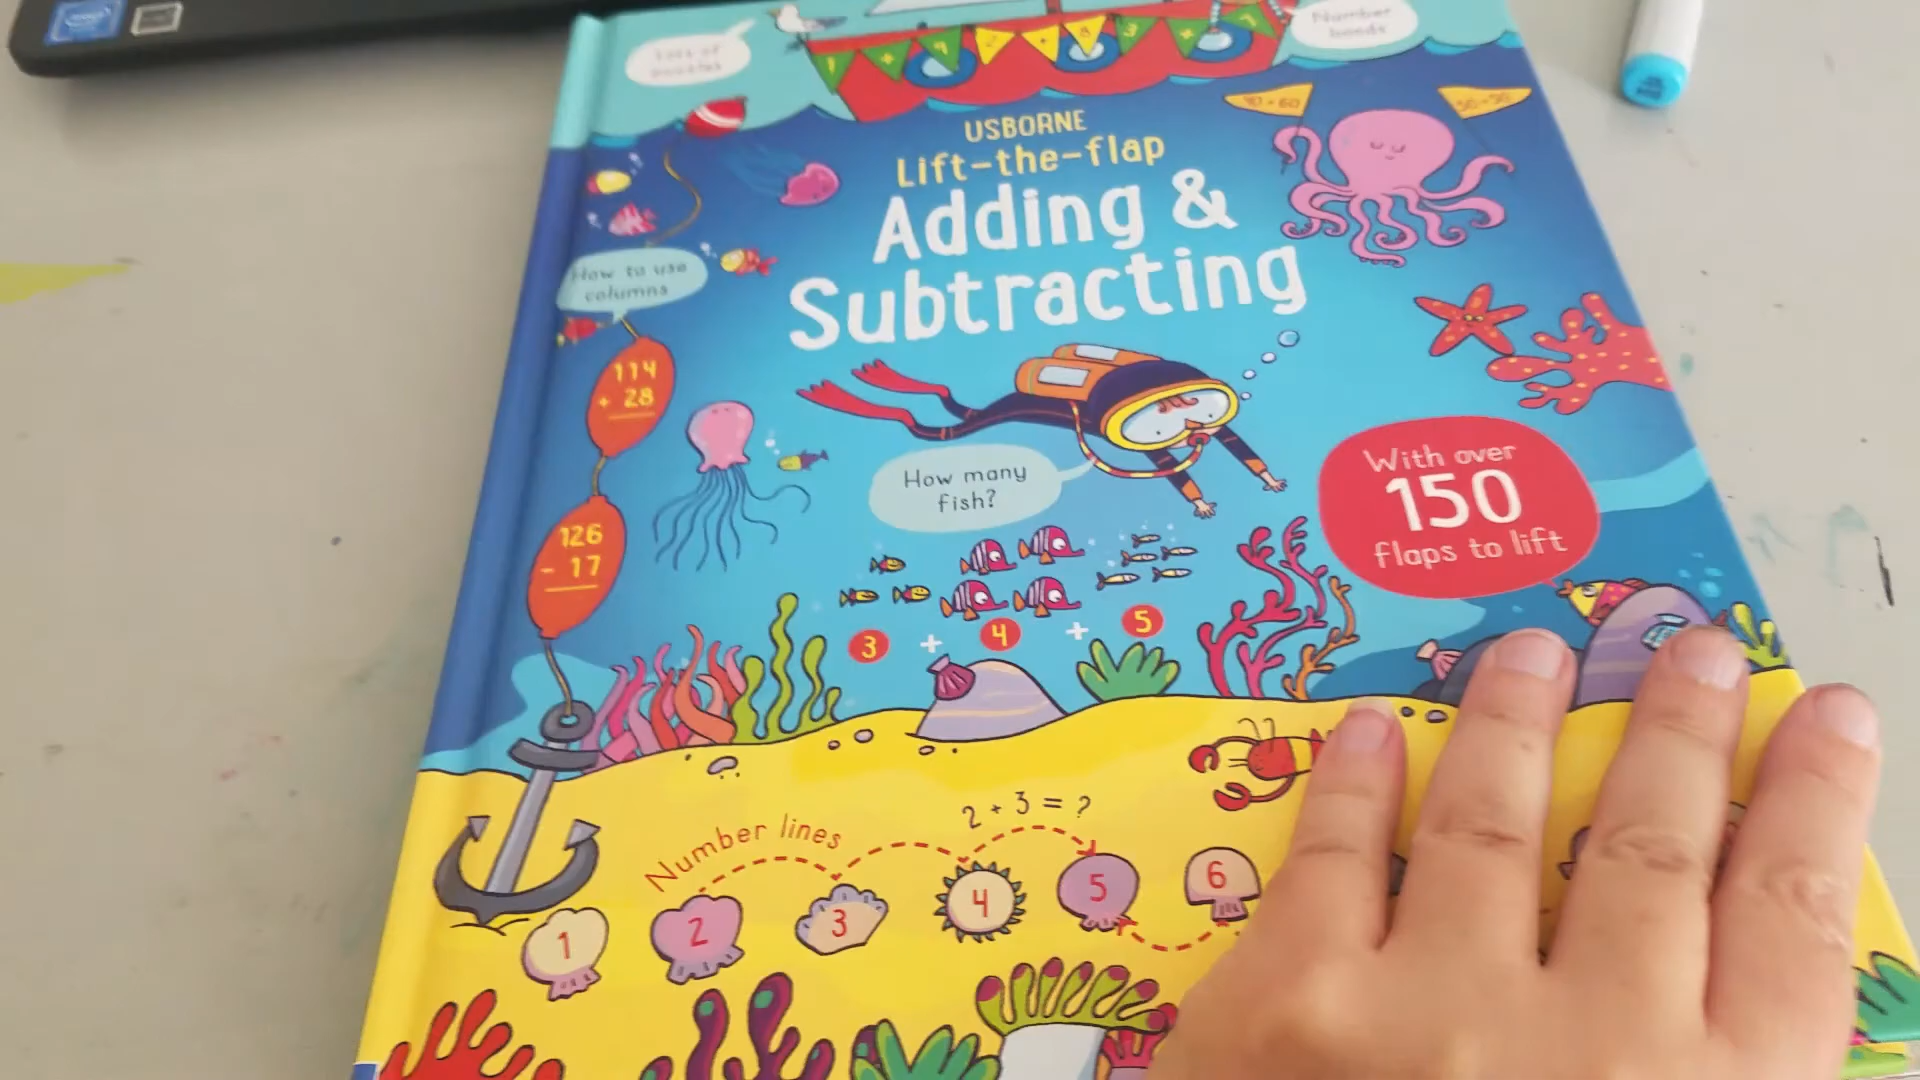 Lots of
puzzles
Number
bonds
USBORNE
Lift-the-flap
Adding &
Subtracting
How to use
columns
114
+ 28
126
- 17
How many
fish?
3 + 4 + 5
With over
150
flaps to lift
Number lines
2 + 3 = ?
1 2 3 4 5 6